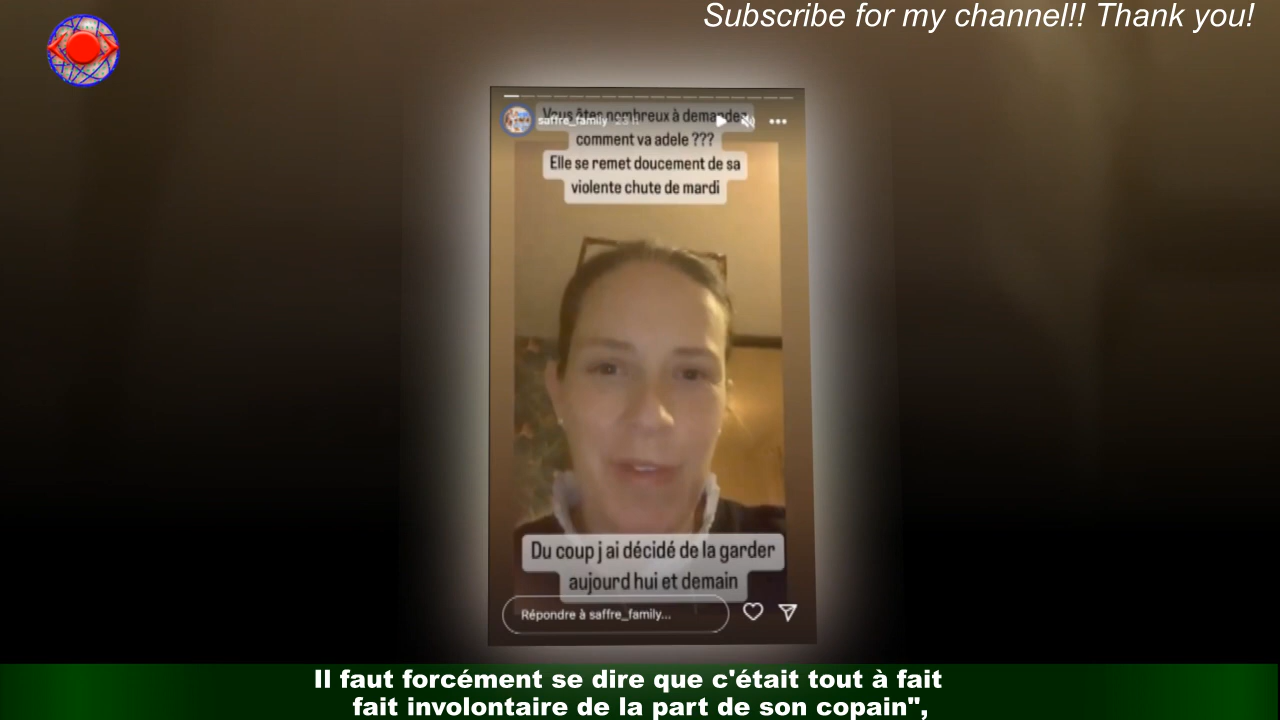 Subscribe for my channel!! Thank you!
Vous êtes nombreux à demander
saffre_family
comment va adele ???
Elle se remet doucement de sa
violente chute de mardi
Du coup j ai décidé de la garder
aujourd hui et demain
Répondre à saffre_family...
Il faut forcément se dire que c'était tout à fait
fait involontaire de la part de son copain",